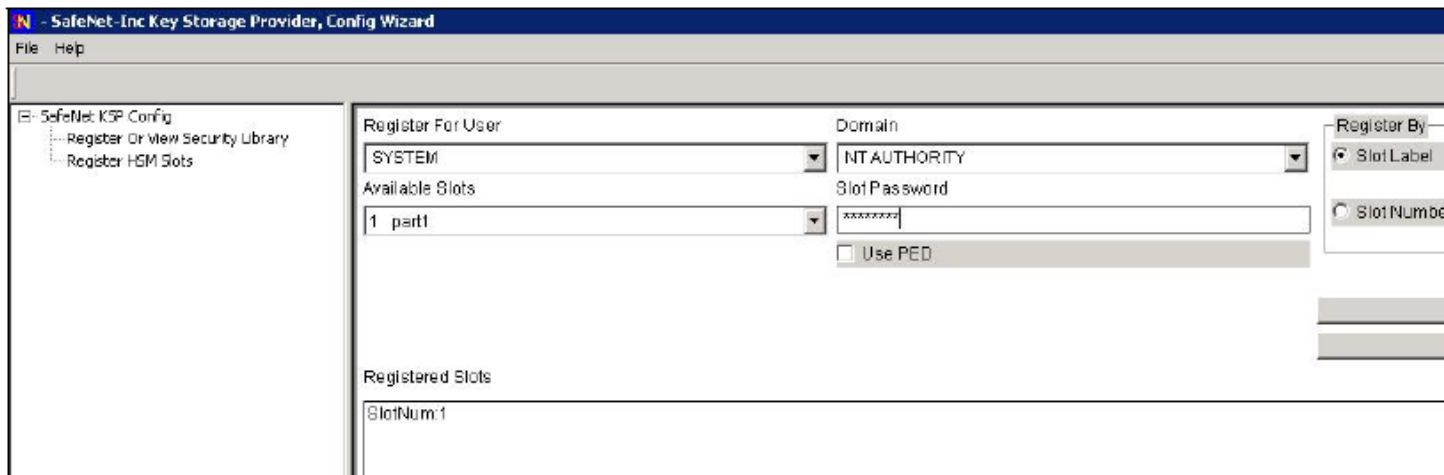 - SafeNet-Inc Key Storage Provider, Config Wizard
File Help
SafeNet KSP Config
Register Or View Security Library
Register HSM Slots
Register For User
Domain
Register By
SYSTEM
NT AUTHORITY
Slot Label
Available Slots
Slot Password
1 part1
********
Slot Numbe
Use PED
Registered Slots
SlotNum:1